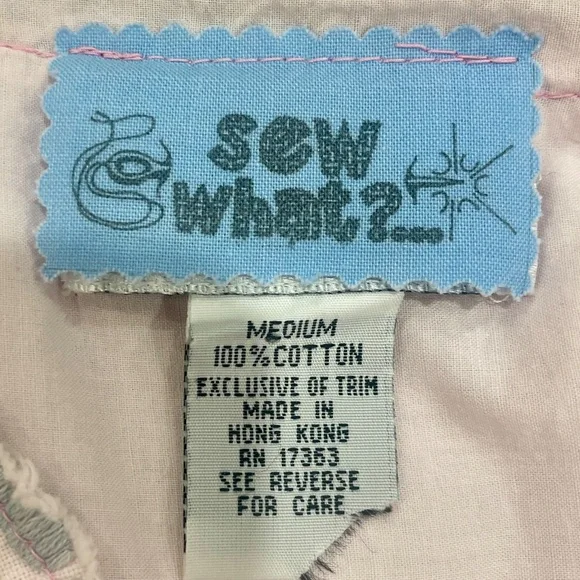 sew
what?...
MEDIUM
100% COTTON
EXCLUSIVE OF TRIM
MADE IN
HONG KONG
RN 17363
SEE REVERSE
FOR CARE